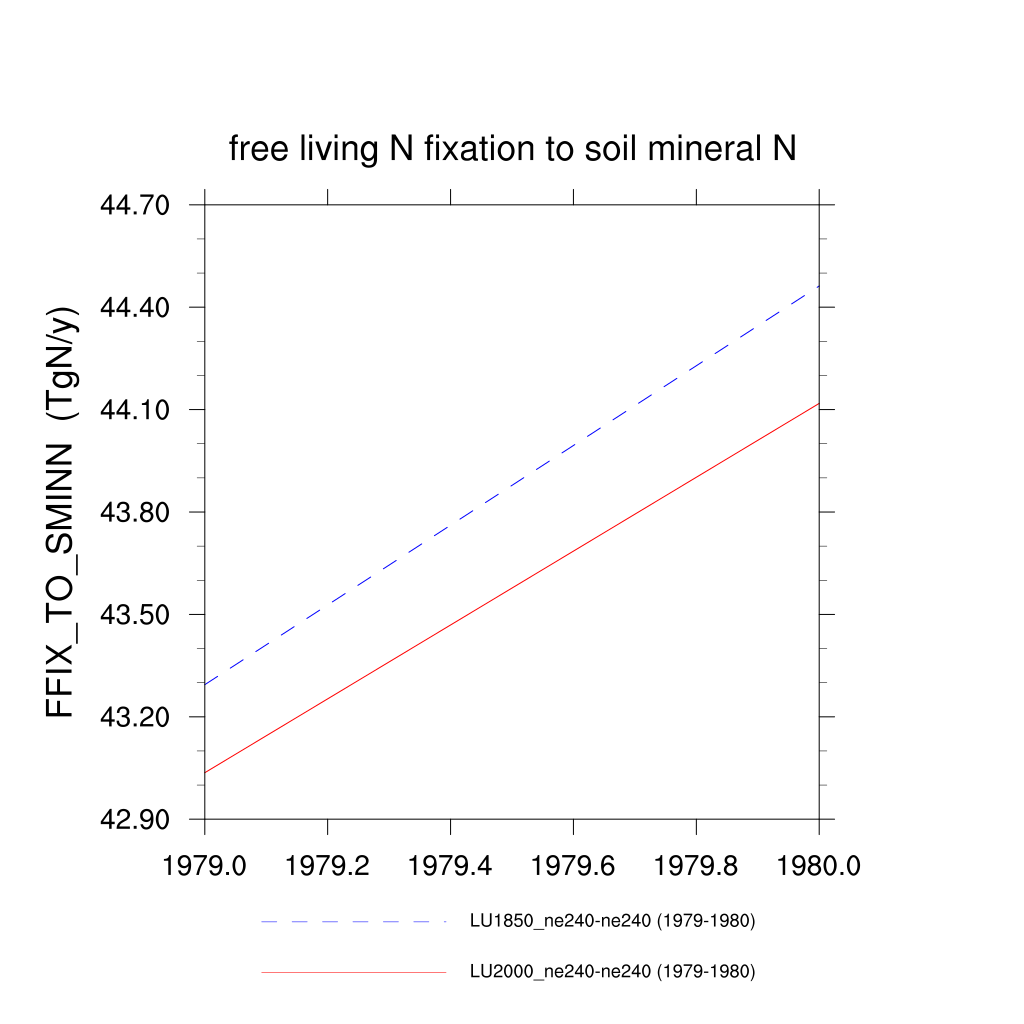 free living N fixation to soil mineral N
FFIX_TO_SMINN (TgN/y)
44.70
44.40
44.10
43.80
43.50
43.20
42.90
1979.0 1979.2 1979.4 1979.6 1979.8 1980.0
LU1850_ne240-ne240 (1979-1980)
LU2000_ne240-ne240 (1979-1980)